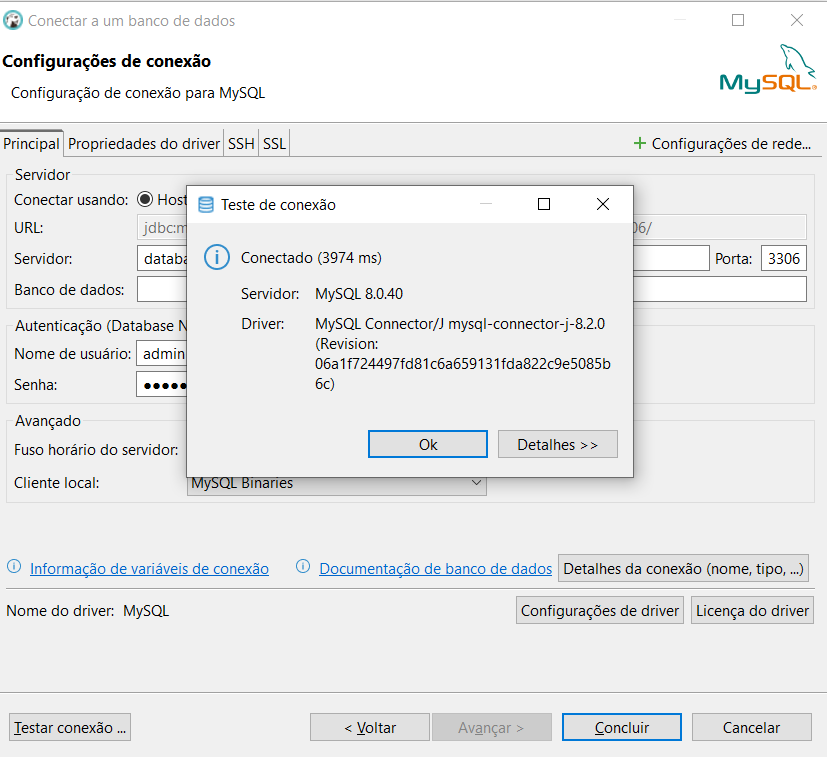 Conectar a um banco de dados
Configurações de conexão
Configuração de conexão para MySQL
MySQL®
Principal
Propriedades do driver
SSH
SSL
Configurações de rede...
Servidor
Conectar usando:
Host
URL:
jdbc:m
06/
Servidor:
databa
Porta:
3306
Banco de dados:
Autenticação (Database N
Nome de usuário:
admin
Senha:
Avançado
Fuso horário do servidor:
Cliente local:
MySQL Binaries
Teste de conexão
Conectado (3974 ms)
Servidor: MySQL 8.0.40
Driver: MySQL Connector/J mysql-connector-j-8.2.0
(Revision:
06a1f724497fd81c6a659131fda822c9e5085b
6c)
Ok
Detalhes >>
Informação de variáveis de conexão
Documentação de banco de dados
Detalhes da conexão (nome, tipo, ...)
Nome do driver: MySQL
Configurações de driver
Licença do driver
Testar conexão ...
< Voltar
Avançar >
Concluir
Cancelar